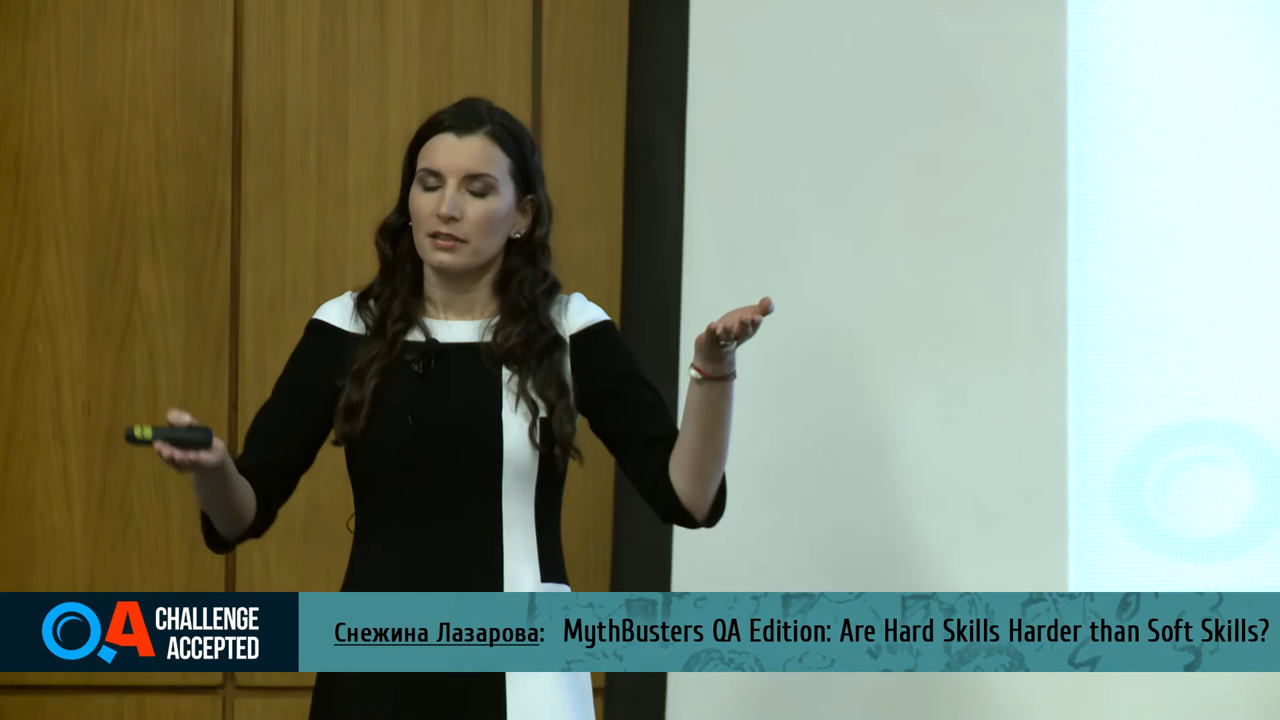 QA CHALLENGE
ACCEPTED
Снежина Лазарова: MythBusters QA Edition: Are Hard Skills Harder than Soft Skills?